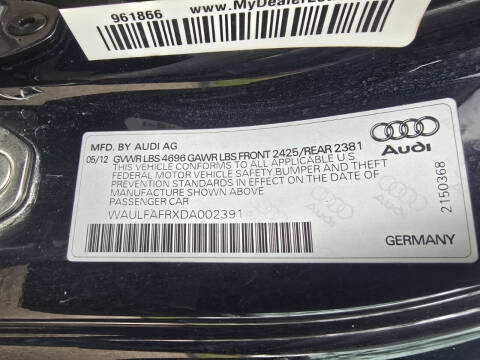 961866
MFD. BY AUDI AG
05/12 GVWR LBS 4696 GAWR LBS FRONT 2425/REAR 2381
THIS VEHICLE CONFORMS TO ALL APPLICABLE U.S.
FEDERAL MOTOR VEHICLE SAFETY, BUMPER AND THEFT
PREVENTION STANDARDS IN EFFECT ON THE DATE OF
MANUFACTURE SHOWN ABOVE
PASSENGER CAR
WAULFAFRXDA002391
Audi
2150368
GERMANY